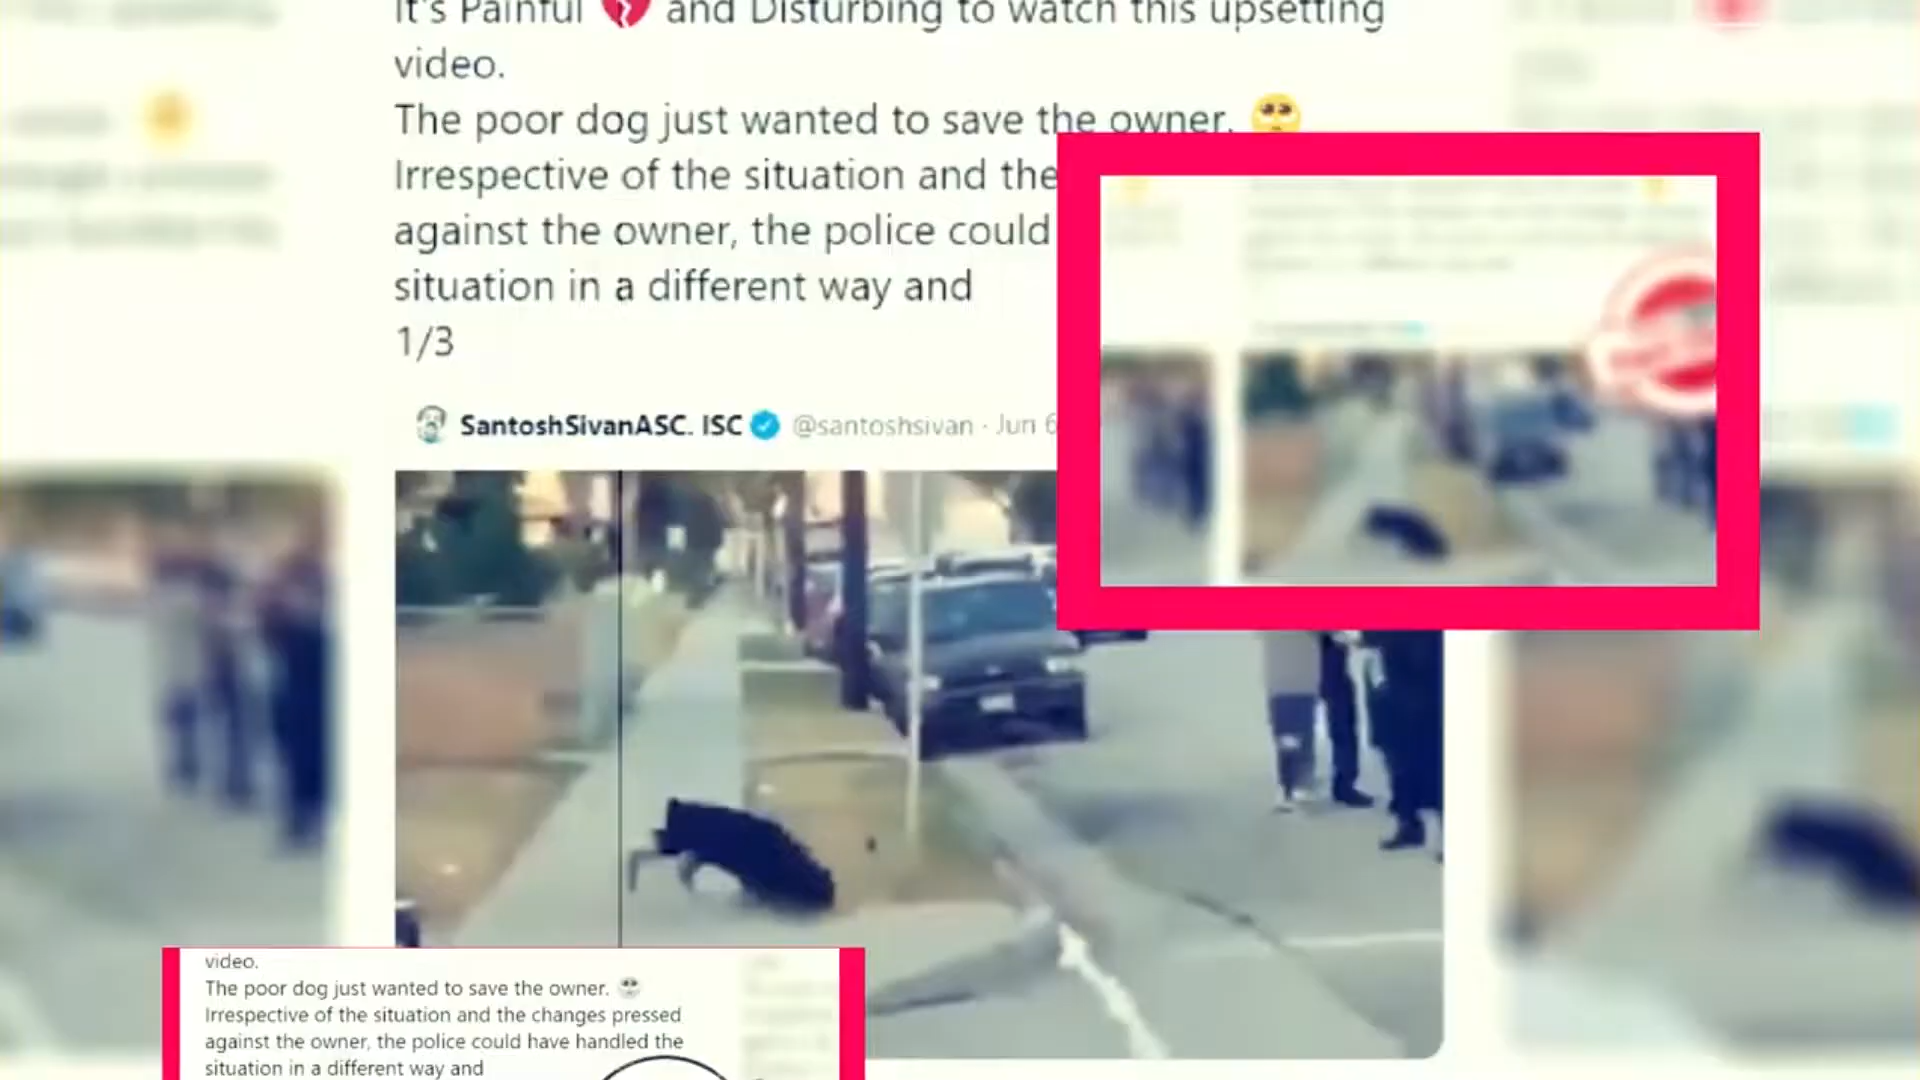 It's Painful 💔 and Disturbing to watch this upsetting
video.
The poor dog just wanted to save the owner. 🥺
Irrespective of the situation and the
against the owner, the police could
situation in a different way and
1/3
SantoshSivanASC. ISC @santoshsivan · Jun 6
video.
The poor dog just wanted to save the owner. 🥺
Irrespective of the situation and the changes pressed
against the owner, the police could have handled the
situation in a different way and